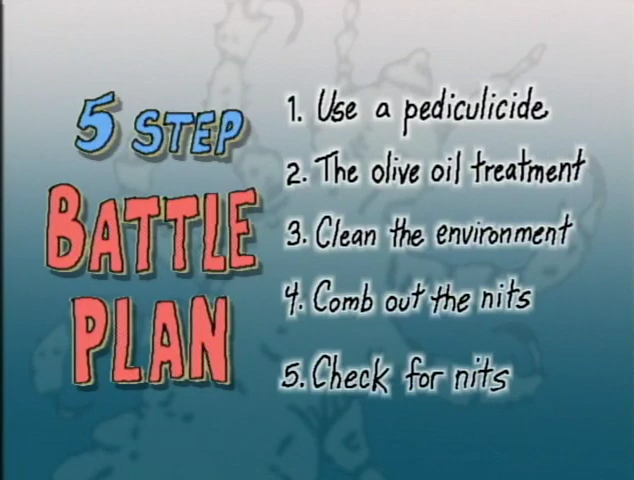 5 STEP
BATTLE
PLAN
1. Use a pediculicide
2. The olive oil treatment
3. Clean the environment
4. Comb out the nits
5. Check for nits